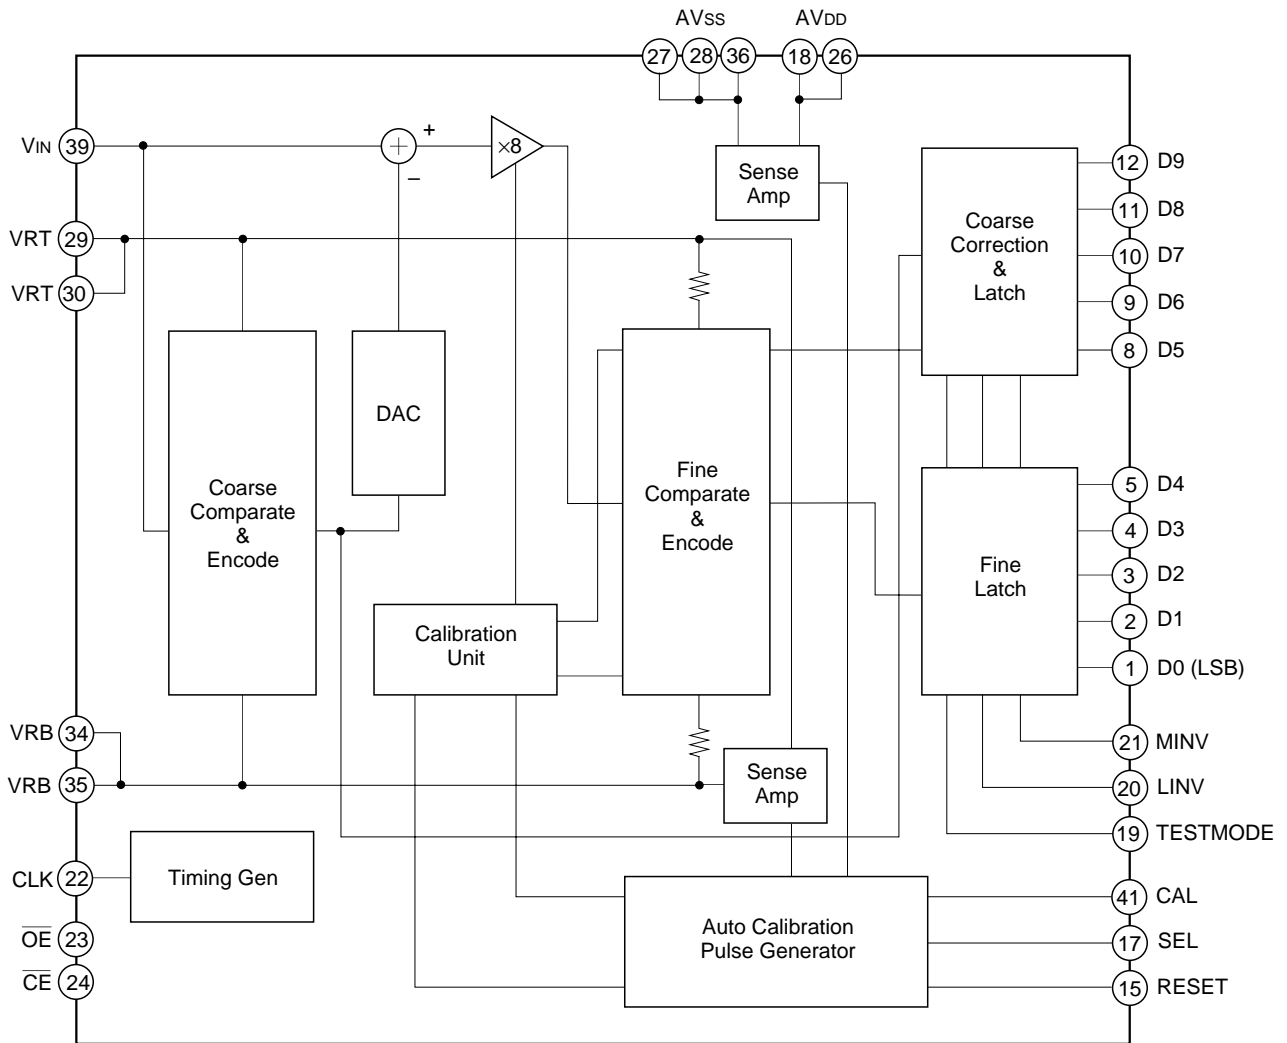 AVSS
AVDD
27
28
36
18
26
VIN
39
+
−
×8
Sense
Amp
Coarse
Correction
&
Latch
12
D9
11
D8
10
D7
9
D6
8
D5
VRT
29
VRT
30
DAC
Coarse
Comparate
&
Encode
Fine
Comparate
&
Encode
Fine
Latch
5
D4
4
D3
3
D2
2
D1
1
D0 (LSB)
Calibration
Unit
VRB
34
VRB
35
Sense
Amp
21
MINV
20
LINV
19
TESTMODE
CLK
22
Timing Gen
OE
23
CE
24
Auto Calibration
Pulse Generator
41
CAL
17
SEL
15
RESET